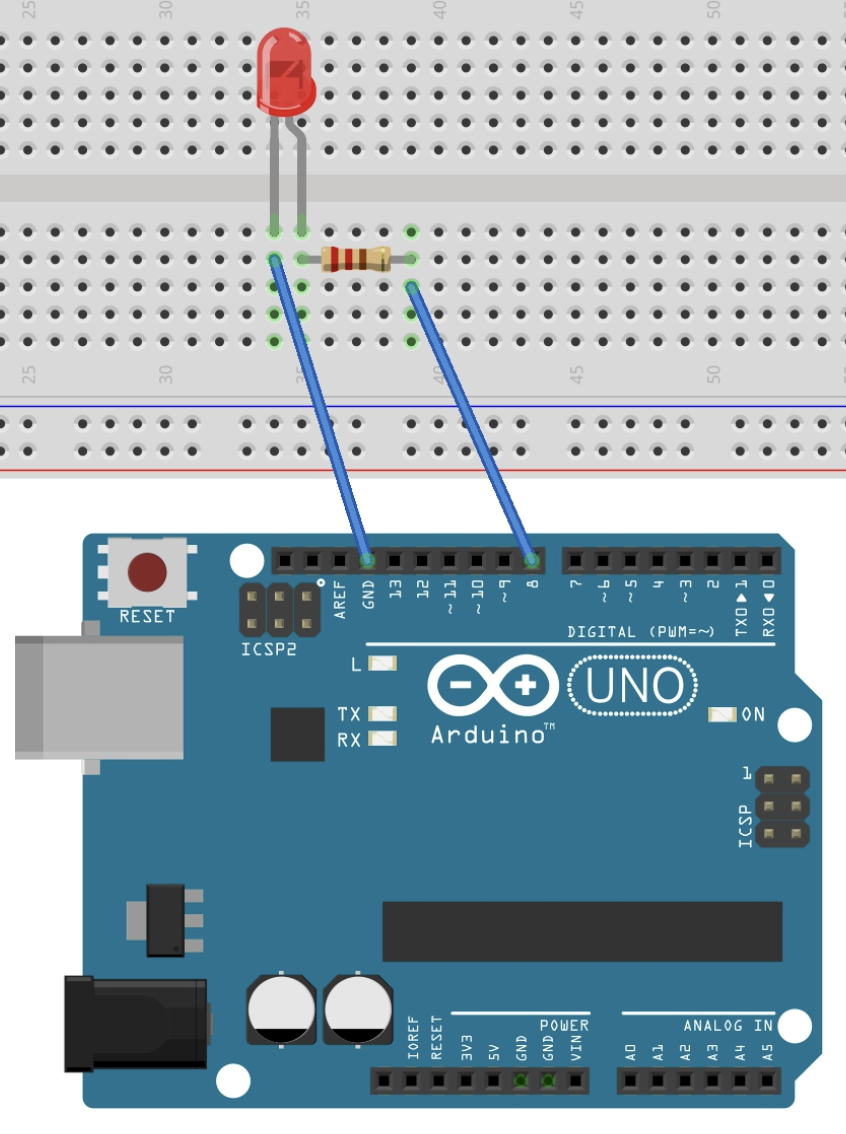 25 30 35 40 45 50
25 30 35 40 45 50
RESET
ICSP2
AREF
GND
13
12
~11
~10
~9
8
7
~6
~5
4
~3
2
TX0▶1
RX0◀0
DIGITAL (PWM=~)
L
TX
RX
UNO
Arduino™
ON
1
ICSP
IOREF
RESET
3V3
5V
GND
GND
VIN
POWER
A0
A1
A2
A3
A4
A5
ANALOG IN